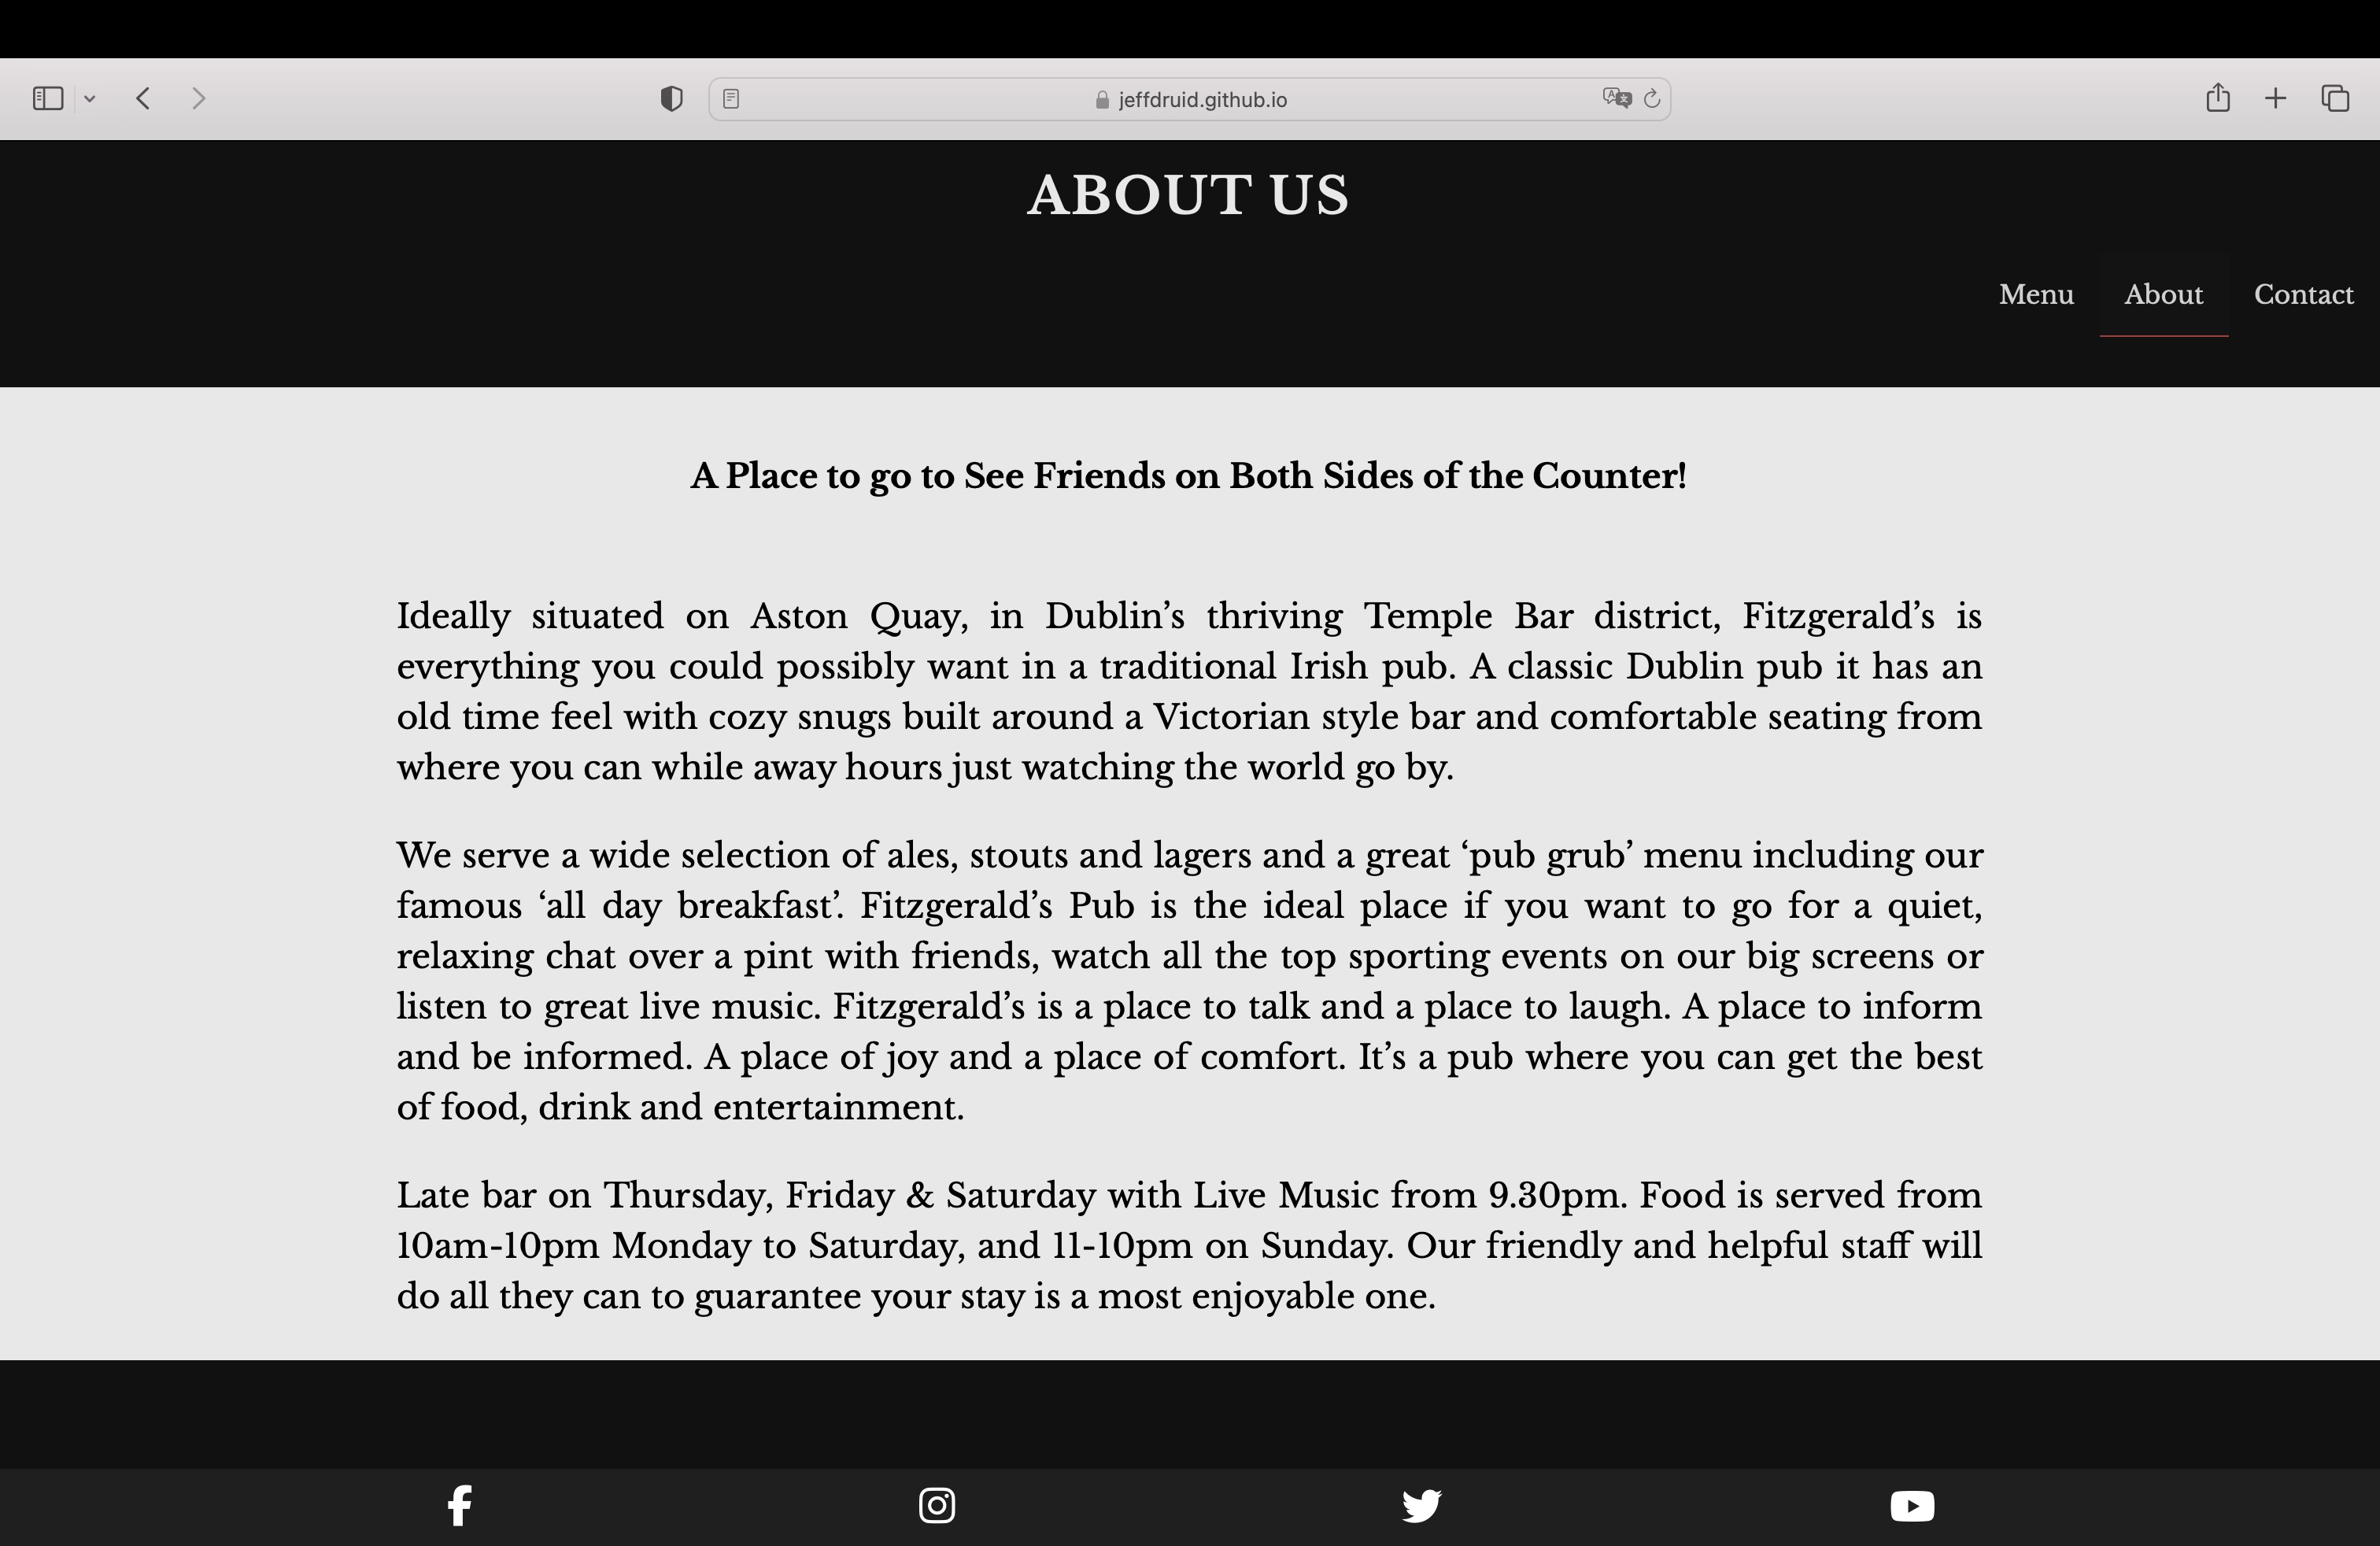 jeffdruid.github.io
ABOUT US
Menu About Contact
A Place to go to See Friends on Both Sides of the Counter!
Ideally situated on Aston Quay, in Dublin’s thriving Temple Bar district, Fitzgerald’s is
everything you could possibly want in a traditional Irish pub. A classic Dublin pub it has an
old time feel with cozy snugs built around a Victorian style bar and comfortable seating from
where you can while away hours just watching the world go by.
We serve a wide selection of ales, stouts and lagers and a great ‘pub grub’ menu including our
famous ‘all day breakfast’. Fitzgerald’s Pub is the ideal place if you want to go for a quiet,
relaxing chat over a pint with friends, watch all the top sporting events on our big screens or
listen to great live music. Fitzgerald’s is a place to talk and a place to laugh. A place to inform
and be informed. A place of joy and a place of comfort. It’s a pub where you can get the best
of food, drink and entertainment.
Late bar on Thursday, Friday & Saturday with Live Music from 9.30pm. Food is served from
10am-10pm Monday to Saturday, and 11-10pm on Sunday. Our friendly and helpful staff will
do all they can to guarantee your stay is a most enjoyable one.